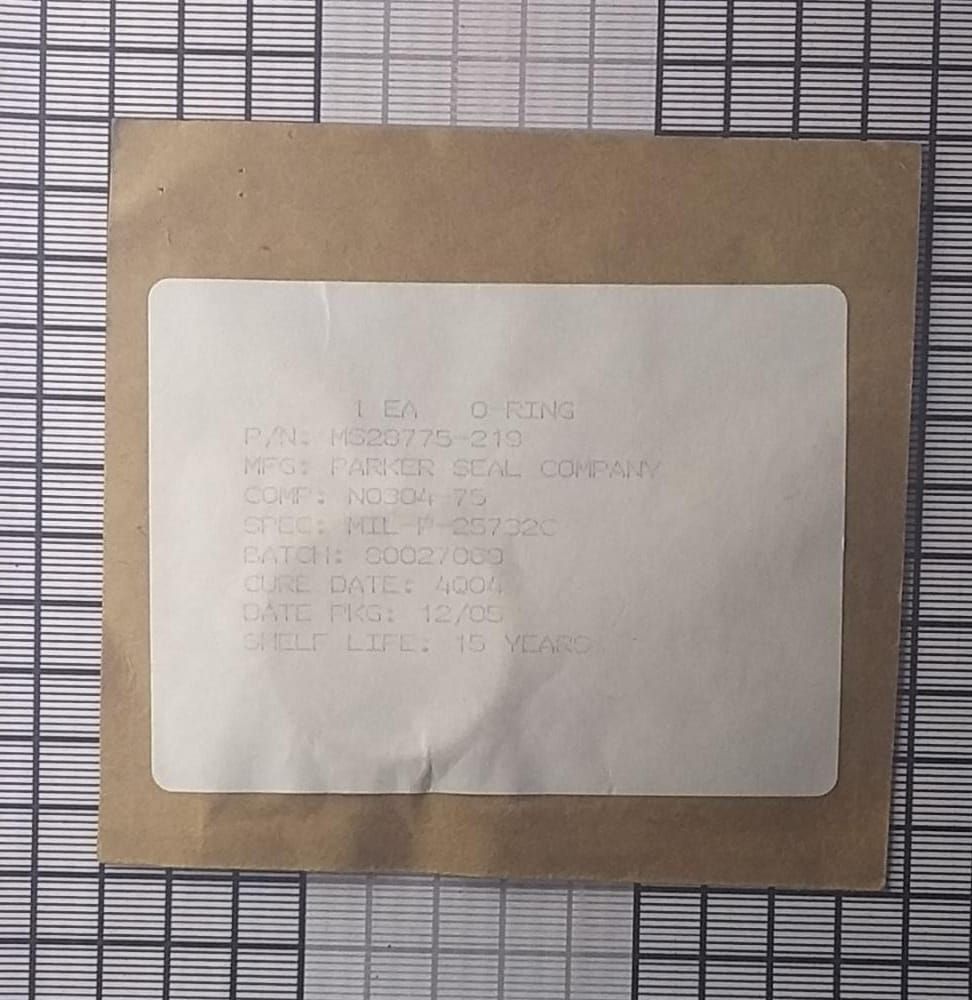 1 EA O-RING
P/N: MS28775-219
MFG: PARKER SEAL COMPANY
COMP: N0304-75
SPEC: MIL-P-25732C
BATCH: 80027069
CURE DATE: 4Q04
DATE PKG: 12/05
SHELF LIFE: 15 YEARS